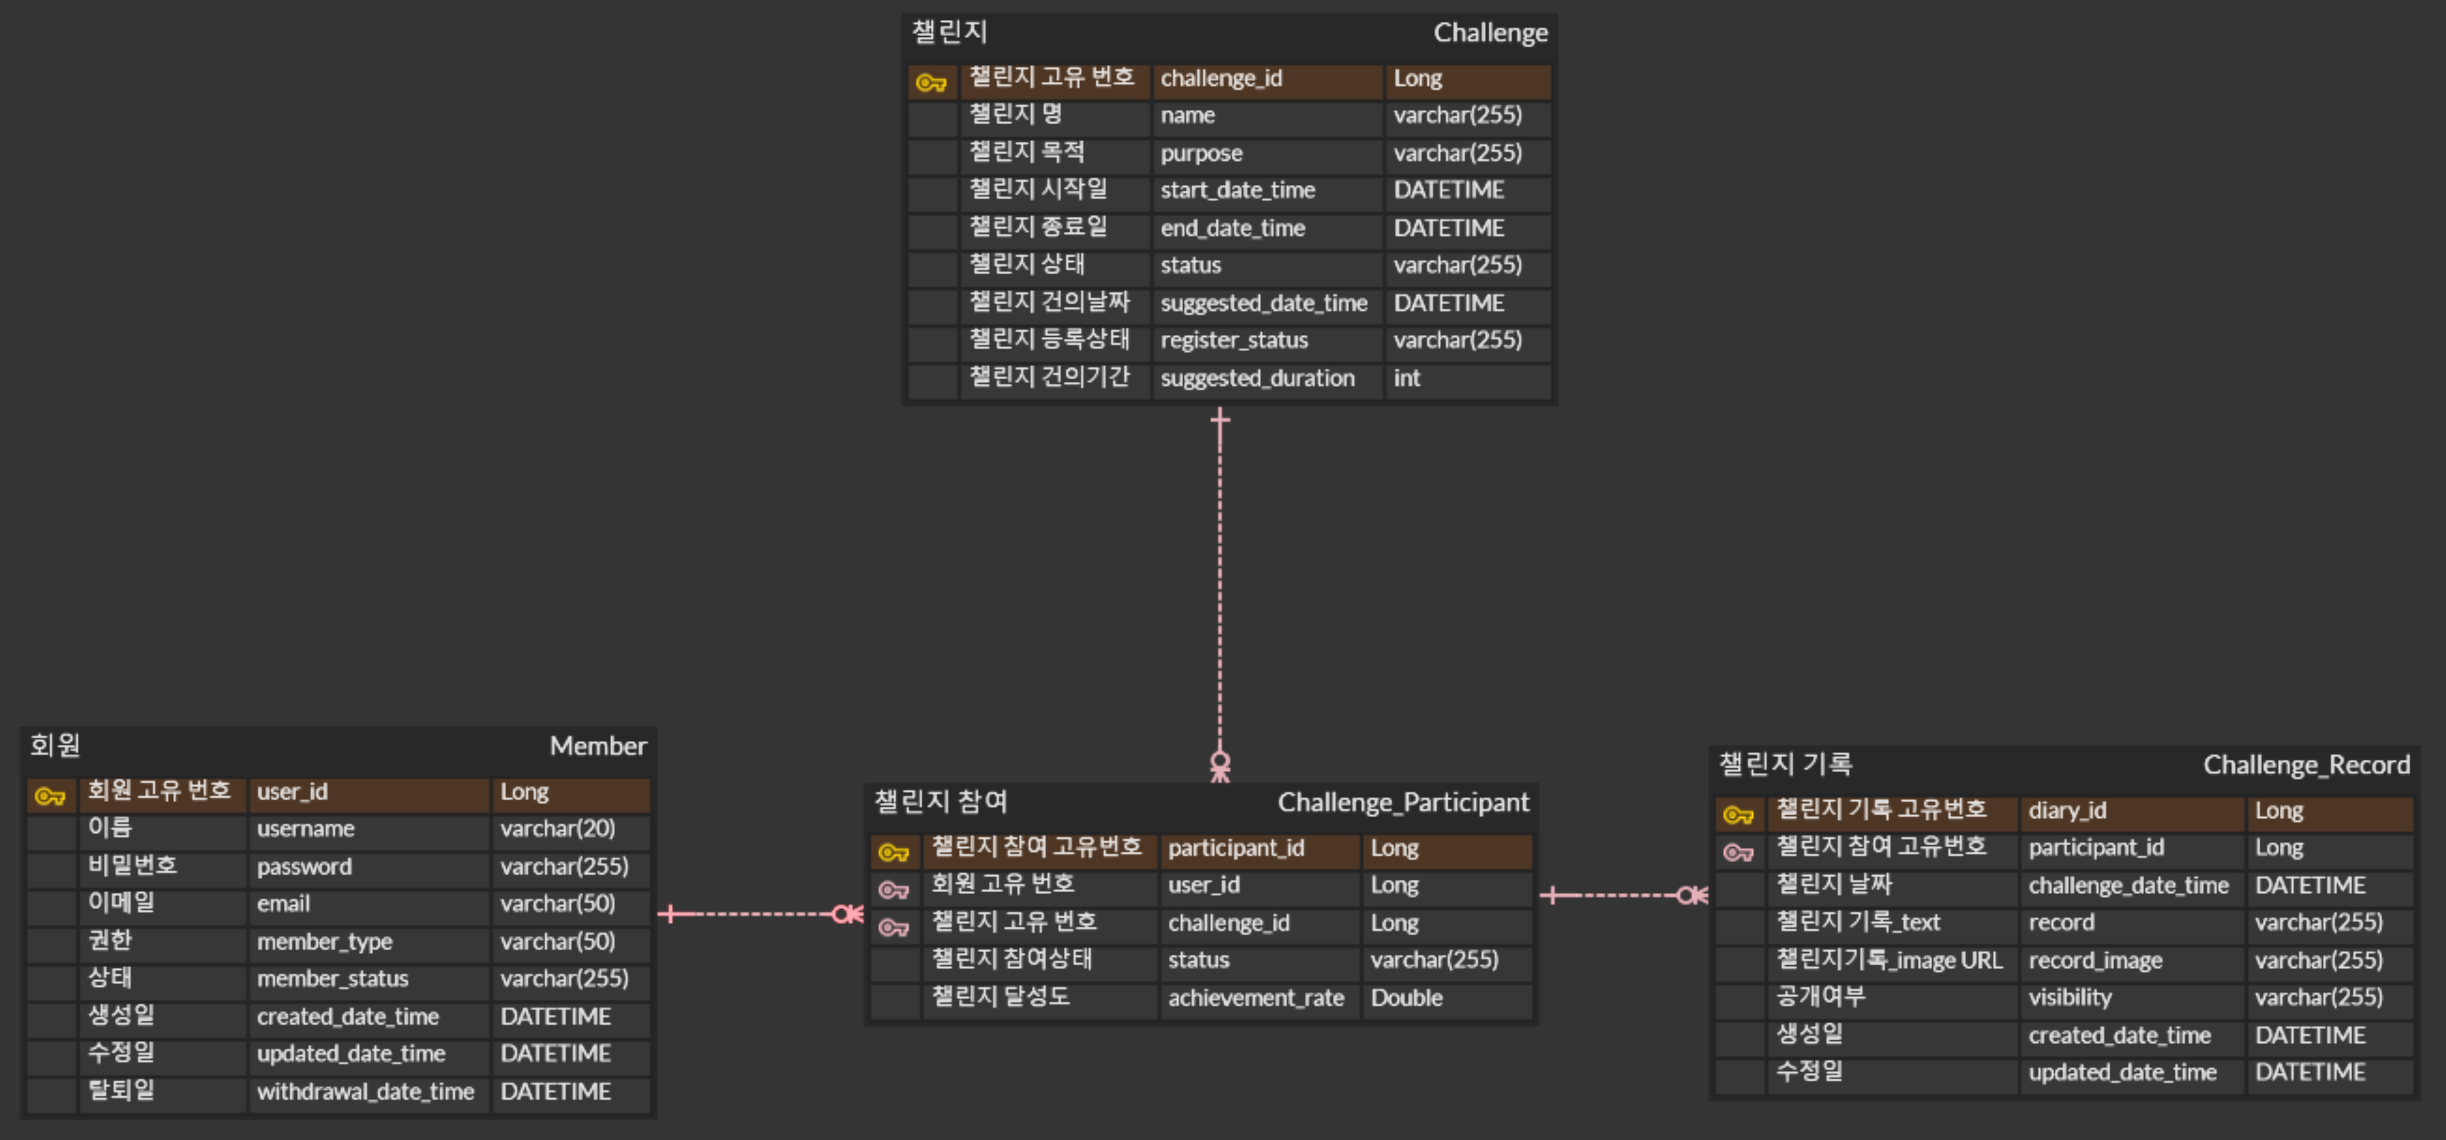 챌린지 Challenge
챌린지 고유 번호 challenge_id Long
챌린지 명 name varchar(255)
챌린지 목적 purpose varchar(255)
챌린지 시작일 start_date_time DATETIME
챌린지 종료일 end_date_time DATETIME
챌린지 상태 status varchar(255)
챌린지 건의날짜 suggested_date_time DATETIME
챌린지 등록상태 register_status varchar(255)
챌린지 건의기간 suggested_duration int
회원 Member
회원 고유 번호 user_id Long
이름 username varchar(20)
비밀번호 password varchar(255)
이메일 email varchar(50)
권한 member_type varchar(50)
상태 member_status varchar(255)
생성일 created_date_time DATETIME
수정일 updated_date_time DATETIME
탈퇴일 withdrawal_date_time DATETIME
챌린지 참여 Challenge_Participant
챌린지 참여 고유번호 participant_id Long
회원 고유 번호 user_id Long
챌린지 고유 번호 challenge_id Long
챌린지 참여상태 status varchar(255)
챌린지 달성도 achievement_rate Double
챌린지 기록 Challenge_Record
챌린지 기록 고유번호 diary_id Long
챌린지 참여 고유번호 participant_id Long
챌린지 날짜 challenge_date_time DATETIME
챌린지 기록_text record varchar(255)
챌린지기록_image URL record_image varchar(255)
공개여부 visibility varchar(255)
생성일 created_date_time DATETIME
수정일 updated_date_time DATETIME